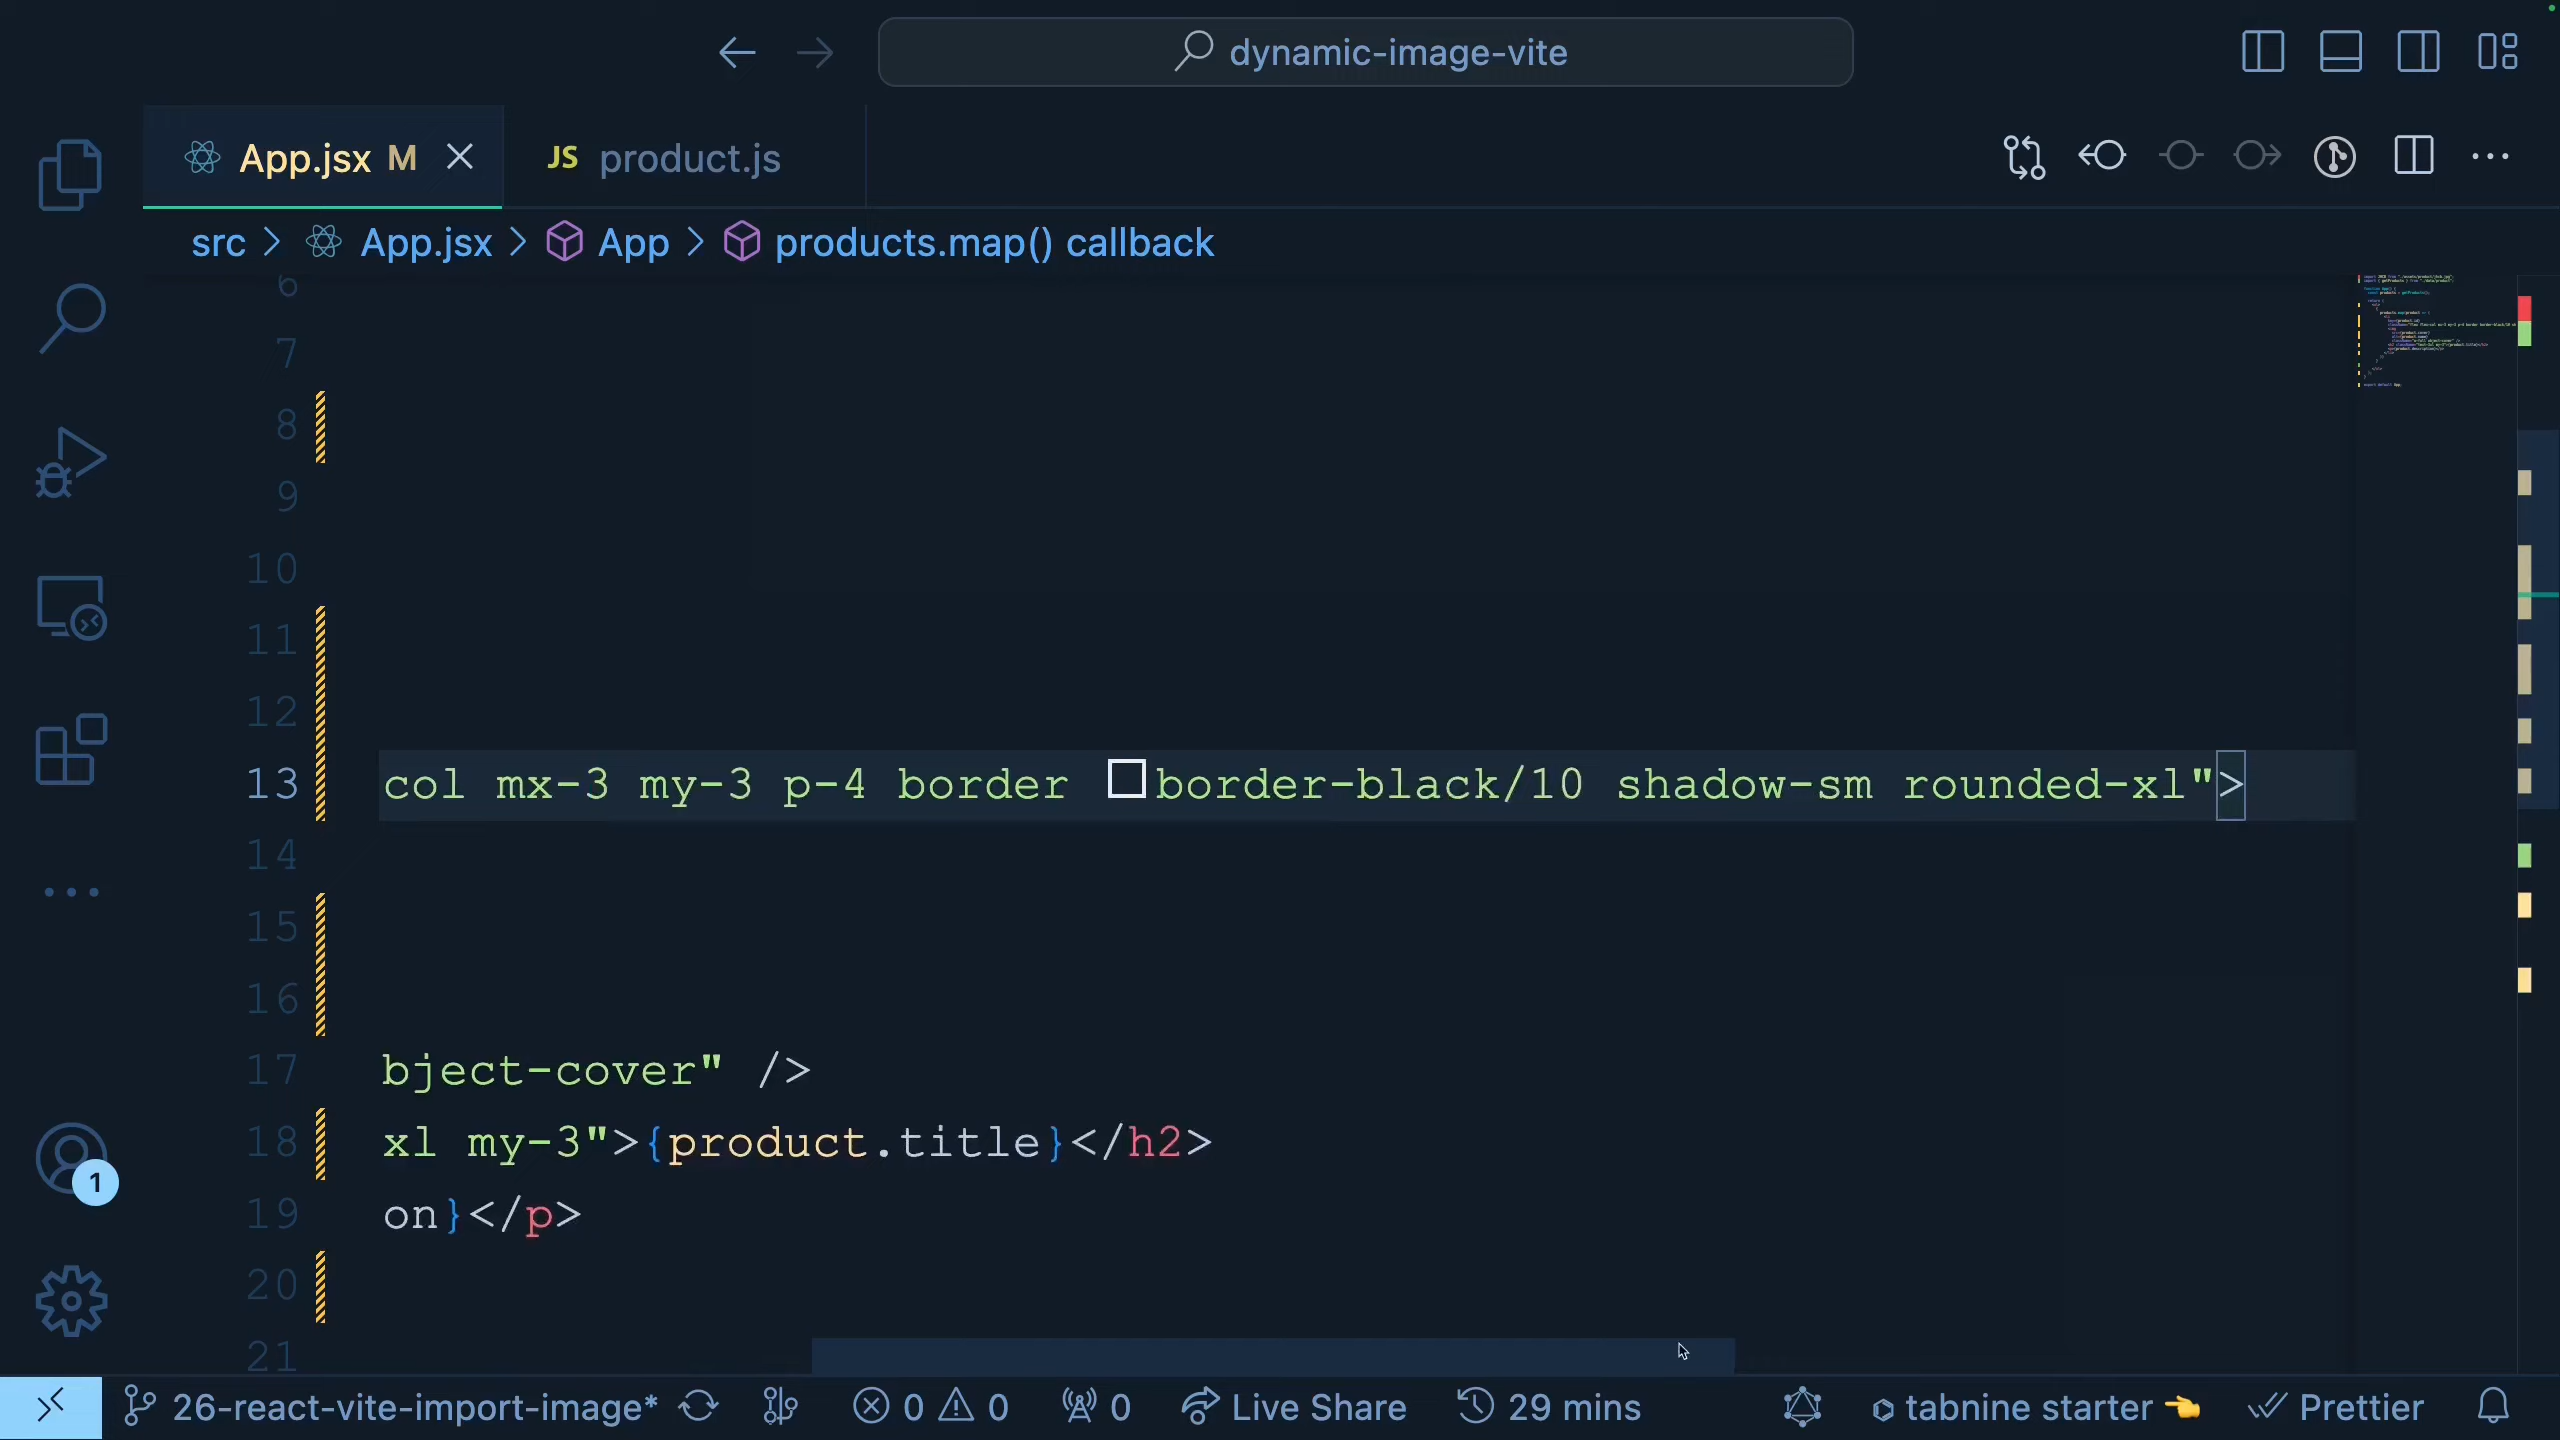 dynamic-image-vite
App.jsx M
JS product.js
src > App.jsx > App > products.map() callback
6
7
8
9
10
11
12
13 col mx-3 my-3 p-4 border border-black/10 shadow-sm rounded-xl">
14
15
16
17 bject-cover" />
18 xl my-3">{product.title}</h2>
19 on}</p>
20
21
1
26-react-vite-import-image* 0 0 0 Live Share 29 mins tabnine starter 👈 Prettier